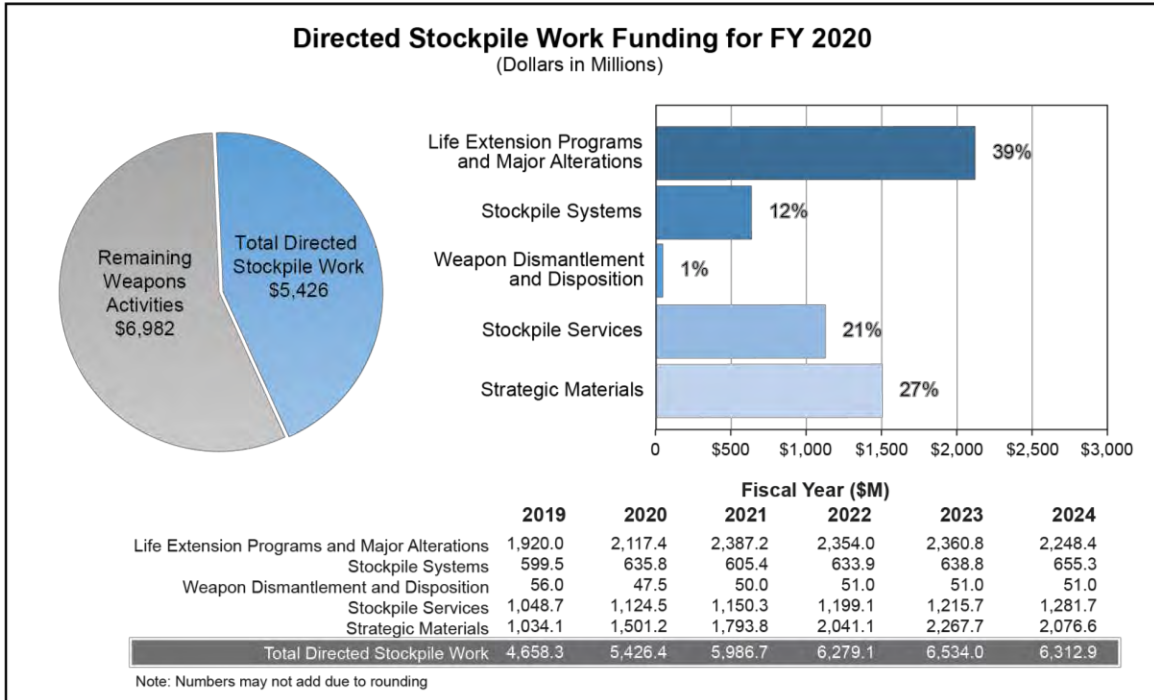 Directed Stockpile Work Funding for FY 2020
(Dollars in Millions)
Remaining
Weapons
Activities
$6,982
Total Directed
Stockpile Work
$5,426
Life Extension Programs
and Major Alterations
39%
Stockpile Systems
12%
Weapon Dismantlement
and Disposition
1%
Stockpile Services
21%
Strategic Materials
27%
0 $500 $1,000 $1,500 $2,000 $2,500 $3,000
Fiscal Year ($M)
2019 2020 2021 2022 2023 2024
Life Extension Programs and Major Alterations 1,920.0 2,117.4 2,387.2 2,354.0 2,360.8 2,248.4
Stockpile Systems 599.5 635.8 605.4 633.9 638.8 655.3
Weapon Dismantlement and Disposition 56.0 47.5 50.0 51.0 51.0 51.0
Stockpile Services 1,048.7 1,124.5 1,150.3 1,199.1 1,215.7 1,281.7
Strategic Materials 1,034.1 1,501.2 1,793.8 2,041.1 2,267.7 2,076.6
Total Directed Stockpile Work 4,658.3 5,426.4 5,986.7 6,279.1 6,534.0 6,312.9
Note: Numbers may not add due to rounding